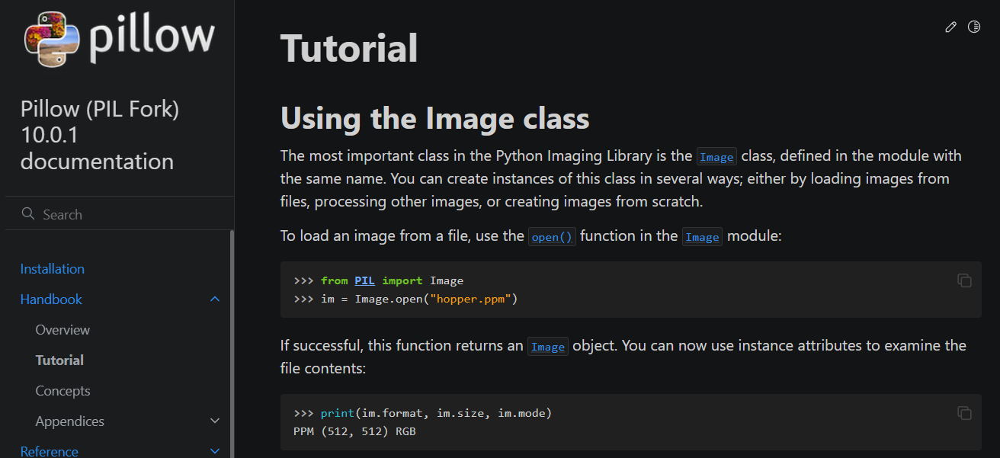 pillow
Pillow (PIL Fork)
10.0.1
documentation
Search
Installation
Handbook
Overview
Tutorial
Concepts
Appendices
Reference
Tutorial
Using the Image class
The most important class in the Python Imaging Library is the Image class, defined in the module with
the same name. You can create instances of this class in several ways; either by loading images from
files, processing other images, or creating images from scratch.
To load an image from a file, use the open() function in the Image module:
>>> from PIL import Image
>>> im = Image.open("hopper.ppm")
If successful, this function returns an Image object. You can now use instance attributes to examine the
file contents:
>>> print(im.format, im.size, im.mode)
PPM (512, 512) RGB